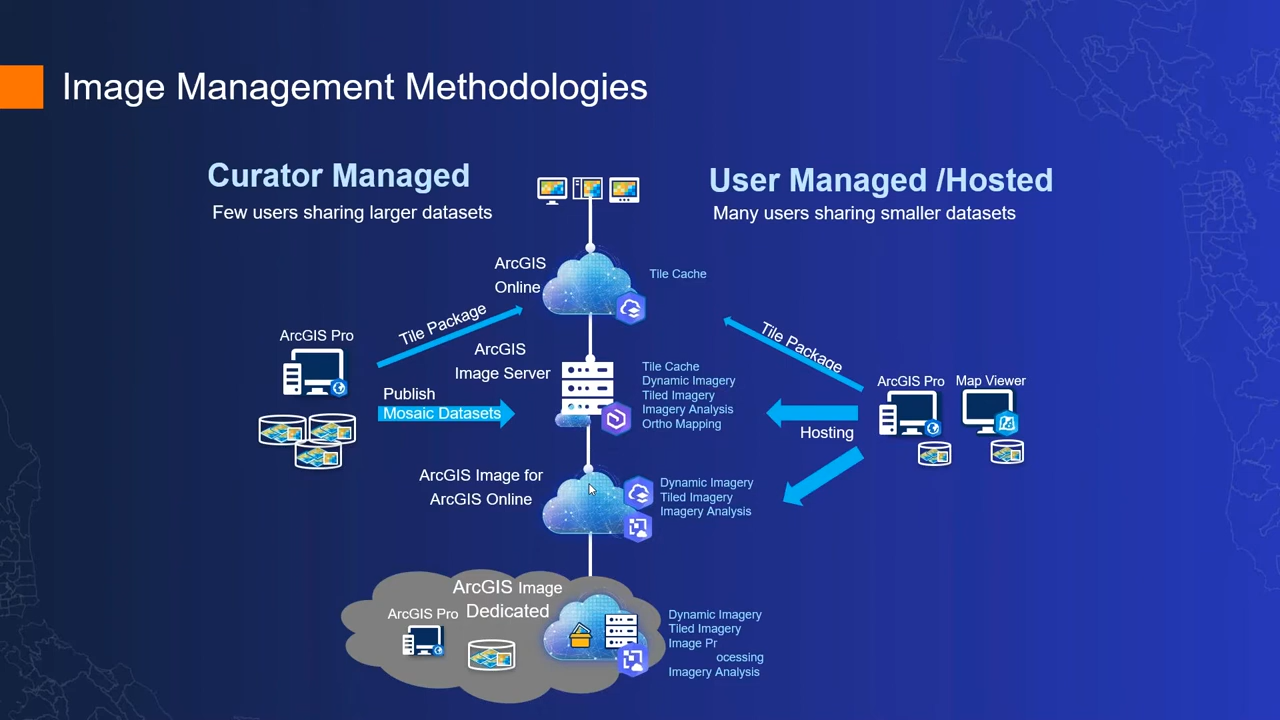 Image Management Methodologies
Curator Managed
Few users sharing larger datasets
User Managed /Hosted
Many users sharing smaller datasets
ArcGIS
Online
Tile Cache
ArcGIS Pro
Tile Package
Publish
Mosaic Datasets
ArcGIS
Image Server
Tile Cache
Dynamic Imagery
Tiled Imagery
Imagery Analysis
Ortho Mapping
Tile Package
ArcGIS Pro
Map Viewer
Hosting
ArcGIS Image for
ArcGIS Online
Dynamic Imagery
Tiled Imagery
Imagery Analysis
ArcGIS Image
Dedicated
ArcGIS Pro
Dynamic Imagery
Tiled Imagery
Image Pr
ocessing
Imagery Analysis